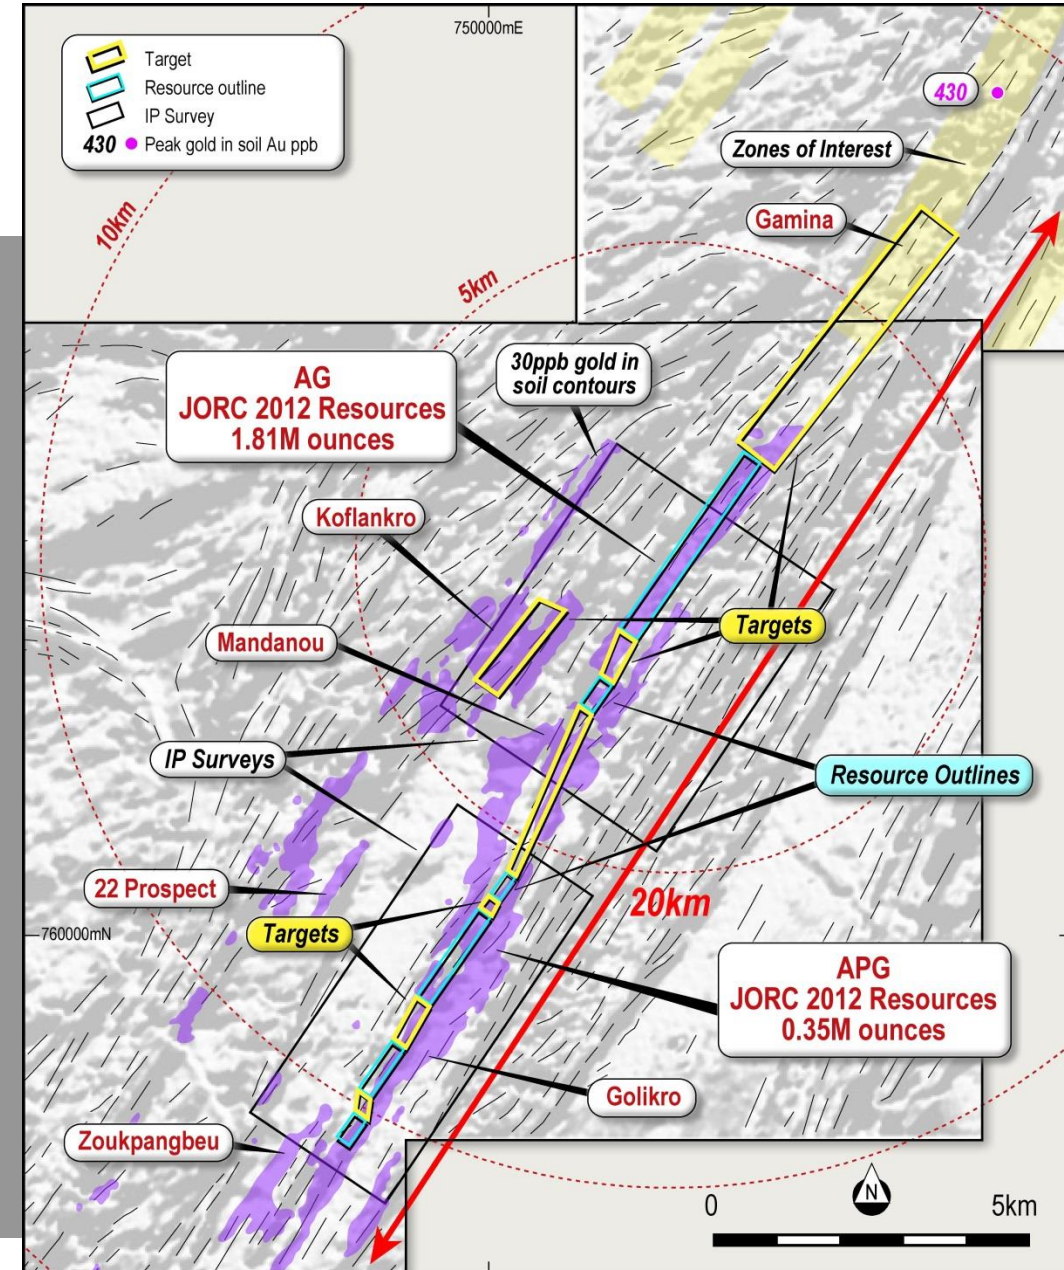 750000mE
Target
Resource outline
IP Survey
430 Peak gold in soil Au ppb
430
Zones of Interest
Gamina
10km
5km
30ppb gold in
soil contours
AG
JORC 2012 Resources
1.81M ounces
Koflankro
Targets
Mandanou
IP Surveys
Resource Outlines
22 Prospect
20km
Targets
760000mN
APG
JORC 2012 Resources
0.35M ounces
Golikro
Zoukpangbeu
N
0
5km